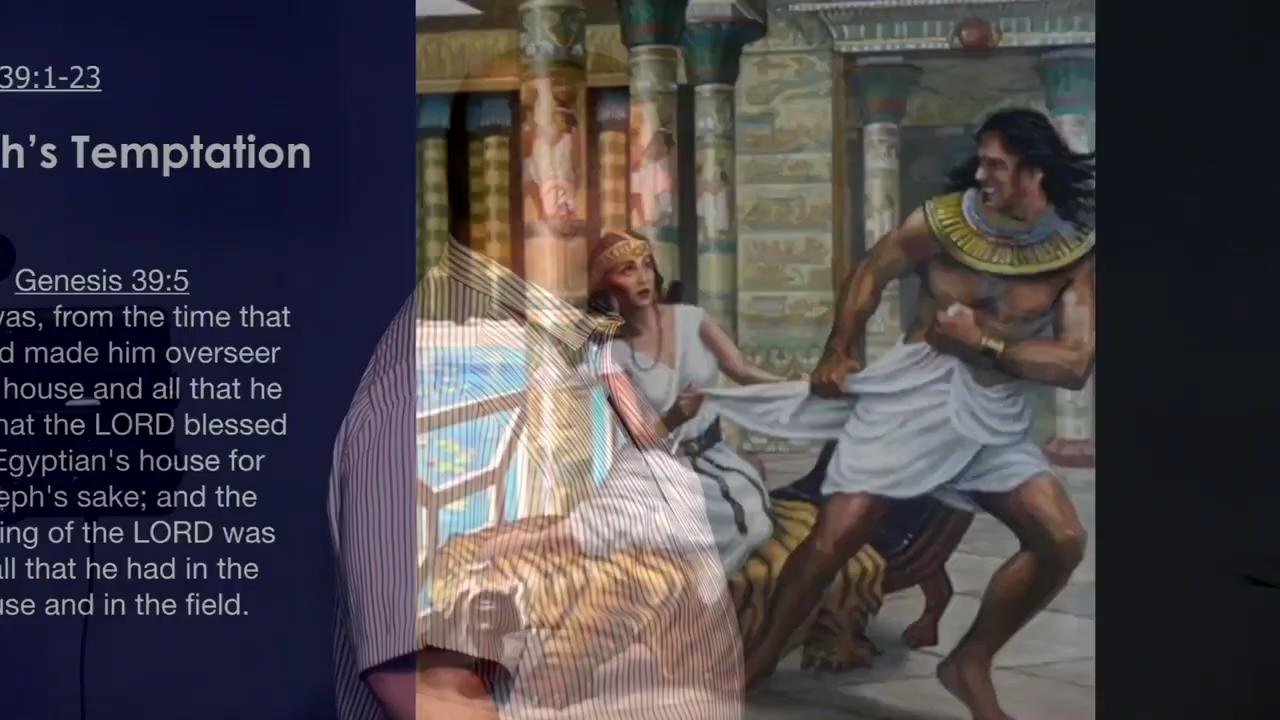 39:1-23
h's Temptation
Genesis 39:5
was, from the time that
d made him overseer
house and all that he
hat the LORD blessed
Egyptian's house for
eph's sake; and the
ing of the LORD was
all that he had in the
use and in the field.